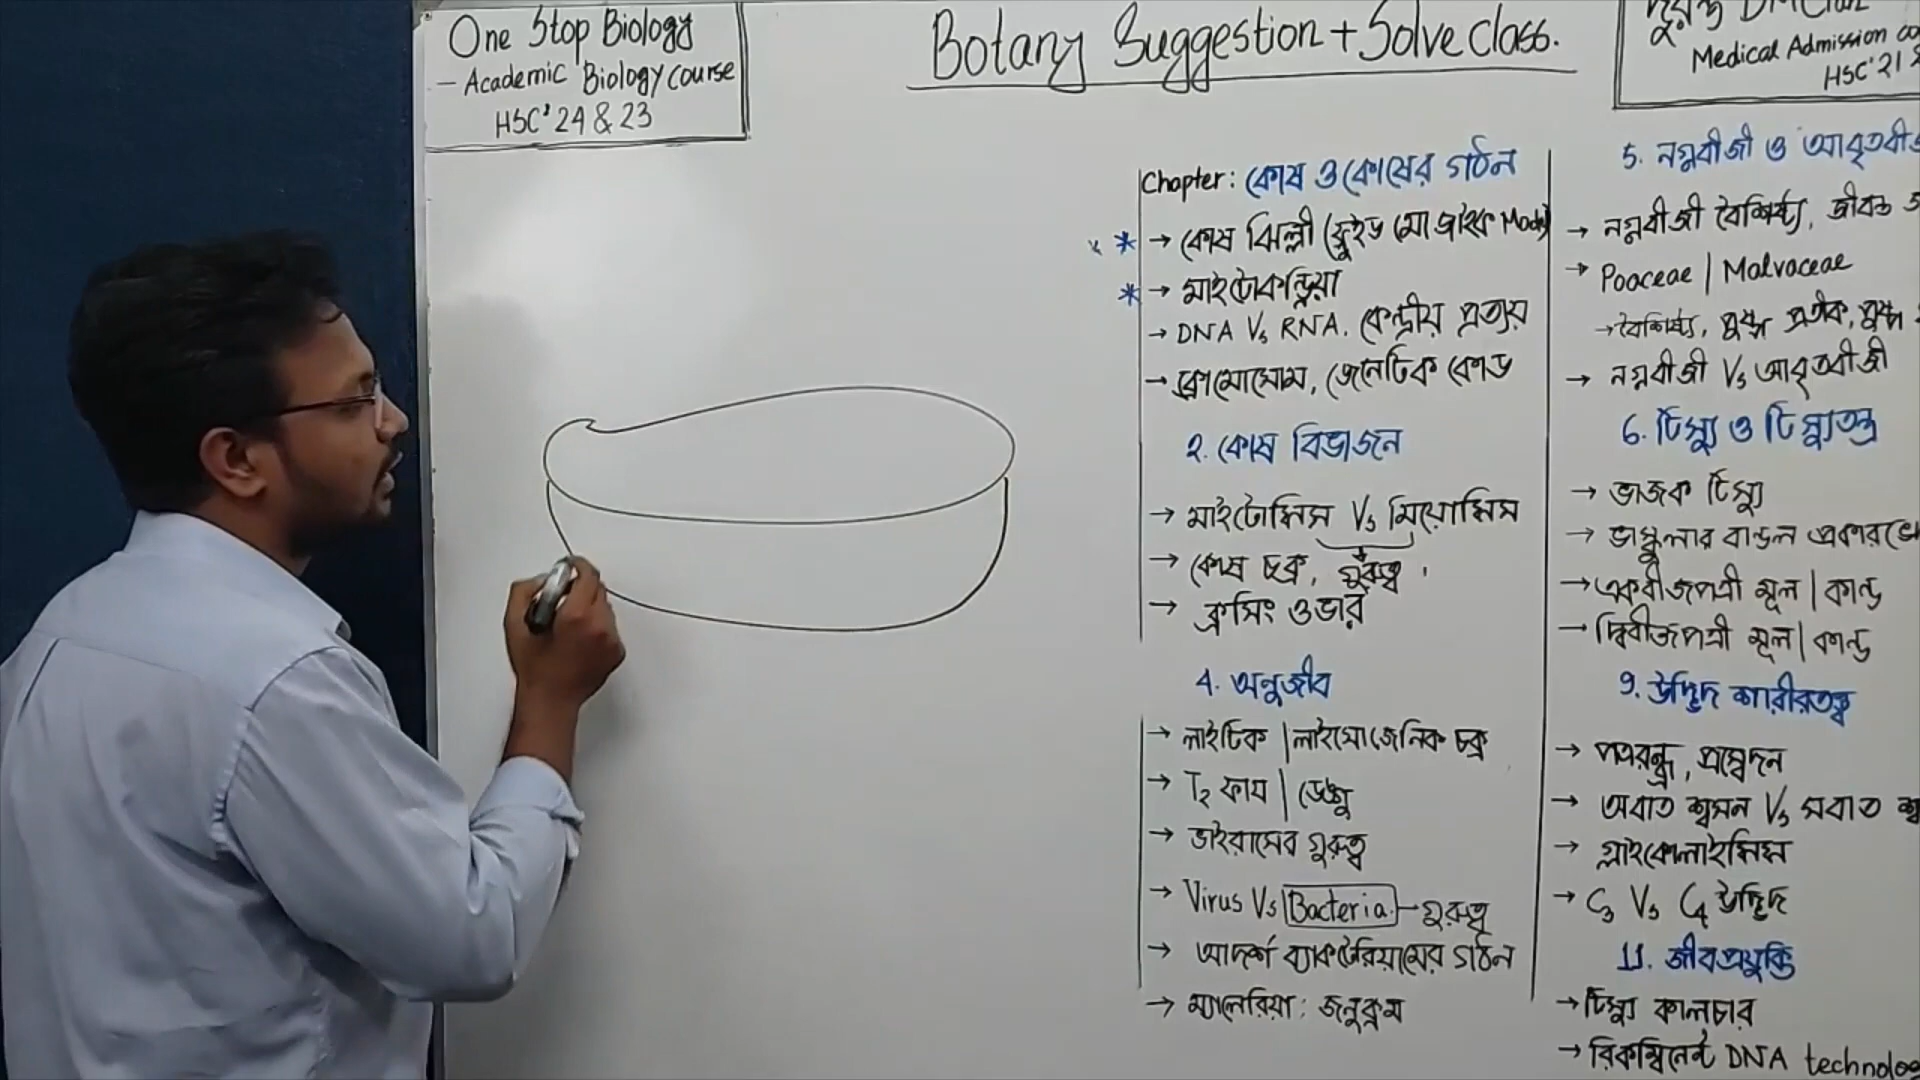 One Stop Biology
- Academic Biology course
HSC' 24 & 23
Botany Suggestion + Solve class.
Medical Admission co
HSC' 21 &
Chapter: কোষ ও কোষের গঠন
* → কোষ ঝিল্লী (ফ্লুইড মোজাইক Model)
* → মাইটোকন্ড্রিয়া
→ DNA Vs RNA. কেন্দ্রীয় প্রত্যয়
→ ক্রোমোসোম, জেনেটিক কোড
2. কোষ বিভাজন
→ মাইটোসিস Vs মিয়োসিস
→ কোষ চক্র, গুরুত্ব
→ ক্রসিং ওভার
4. অনুজীব
→ লাইটিক | লাইসোজেনিক চক্র
→ T2 ফায | ডেঙ্গু
→ ভাইরাসের গুরুত্ব
→ Virus Vs Bacteria → গুরুত্ব
→ আদর্শ ব্যাকটেরিয়ামের গঠন
→ ম্যালেরিয়া: জনুক্রম
5. নগ্নবীজী ও আবৃতবী
→ নগ্নবীজী বৈশিষ্ট্য, জীবন্ত
→ Poaceae | Malvaceae
→ বৈশিষ্ট্য, পুষ্প প্রতীক, পুষ্প
→ নগ্নবীজী Vs আবৃতবীজী
6. টিস্যু ও টিস্যুতন্ত্র
→ ভাজক টিস্যু
→ ভাস্কুলার বান্ডল প্রকারভে
→ একবীজপত্রী মূল | কান্ড
→ দ্বিবীজপত্রী মূল | কান্ড
9. উদ্ভিদ শারীরতত্ত্ব
→ পত্ররন্ধ্র, প্রস্বেদন
→ অবাত শ্বসন Vs সবাত শ্ব
→ গ্লাইকোলাইসিস
→ C3 Vs C4 উদ্ভিদ
11. জীবপ্রযুক্তি
→ টিস্যু কালচার
→ রিকম্বিনেন্ট DNA technolog